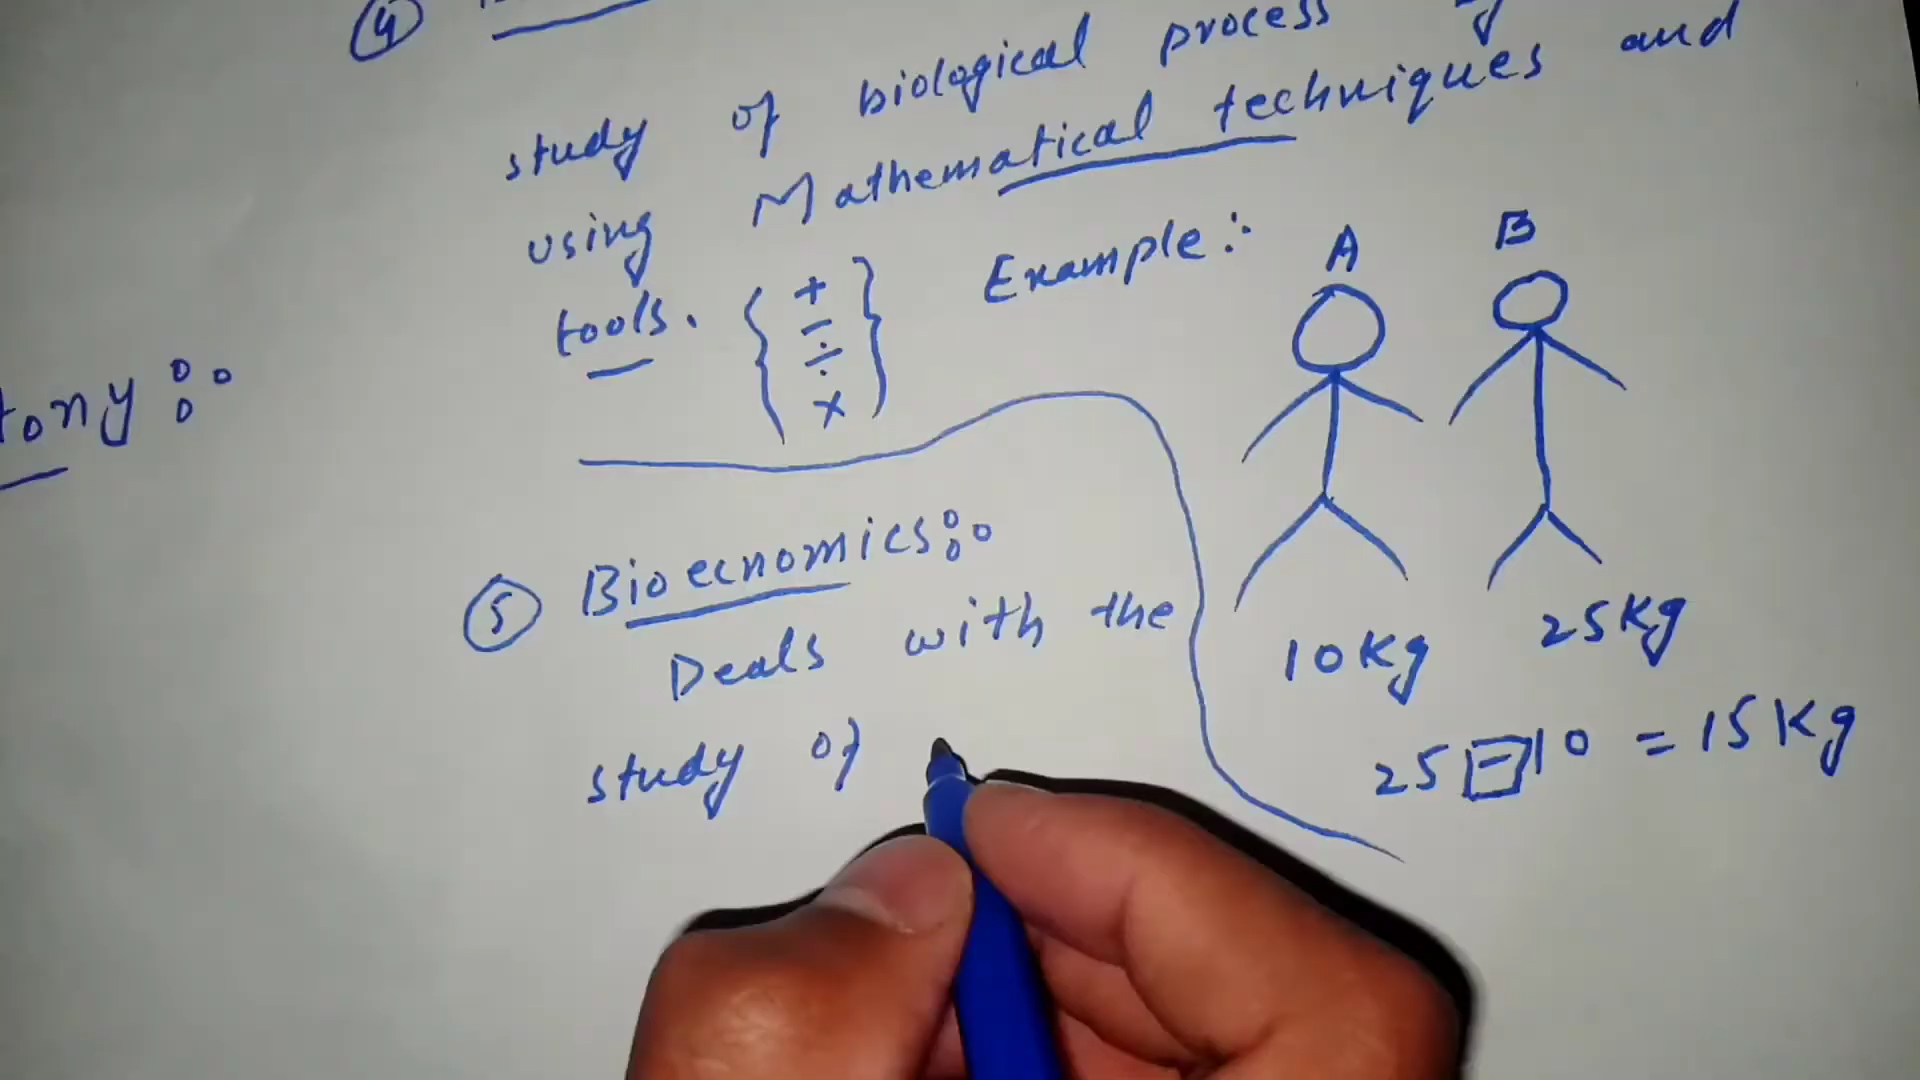 4
study of biological process by
using Mathematical techniques and
tools. { + - ÷ x } Example:
A B
10Kg 25Kg
25 - 10 = 15Kg
tony:
5 Bioecnomics:
Deals with the
study of